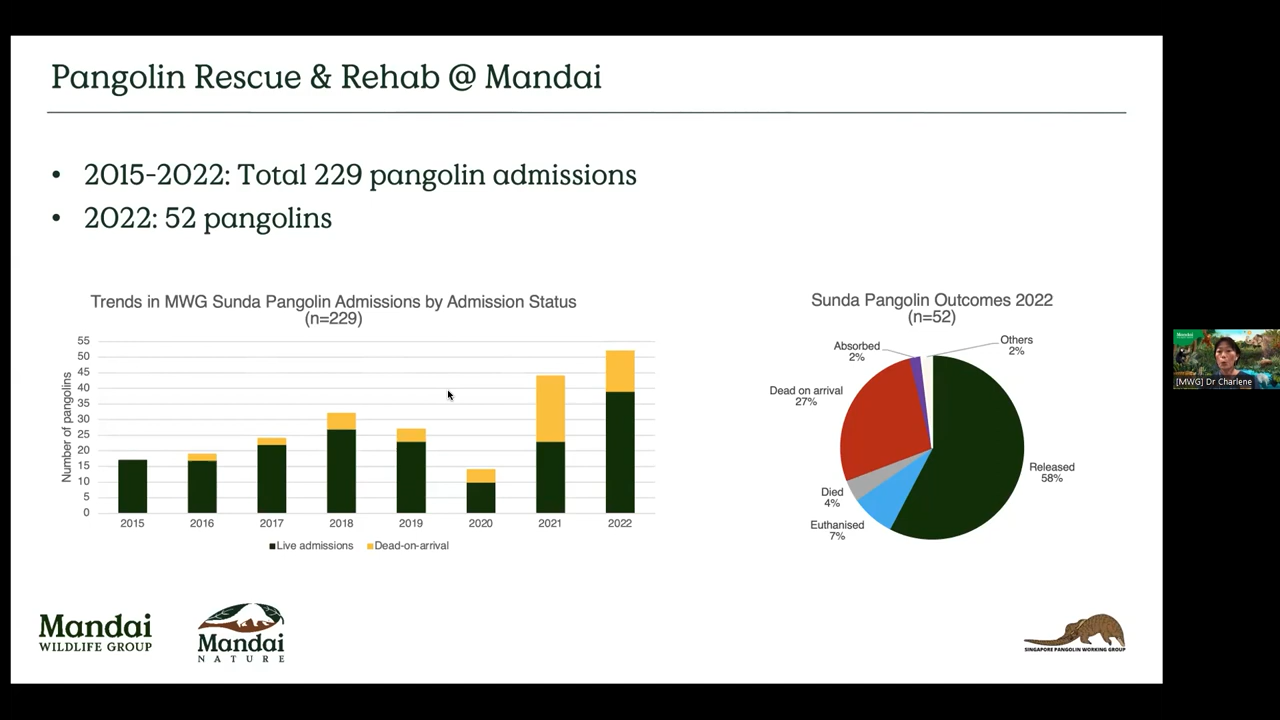 Pangolin Rescue & Rehab @ Mandai
• 2015-2022: Total 229 pangolin admissions
• 2022: 52 pangolins
Trends in MWG Sunda Pangolin Admissions by Admission Status
(n=229)
Number of pangolins
55
50
45
40
35
30
25
20
15
10
5
0
2015 2016 2017 2018 2019 2020 2021 2022
Live admissions Dead-on-arrival
Sunda Pangolin Outcomes 2022
(n=52)
Absorbed
2%
Others
2%
Dead on arrival
27%
Released
58%
Died
4%
Euthanised
7%
Mandai
WILDLIFE GROUP
Mandai
NATURE
SINGAPORE PANGOLIN WORKING GROUP
Mandai
[MWG] Dr Charlene